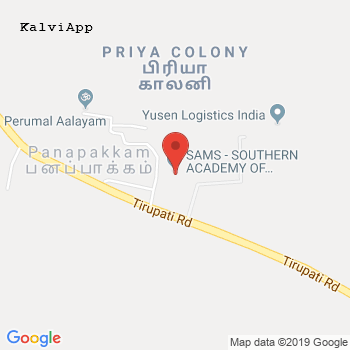 KalviApp
PRIYA COLONY
பிரியா
காலனி
Perumal Aalayam
Yusen Logistics India
Panapakkam
பனப்பாக்கம்
SAMS - SOUTHERN
ACADEMY OF...
Tirupati Rd
Tirupati Rd
Google
Map data ©2019 Google